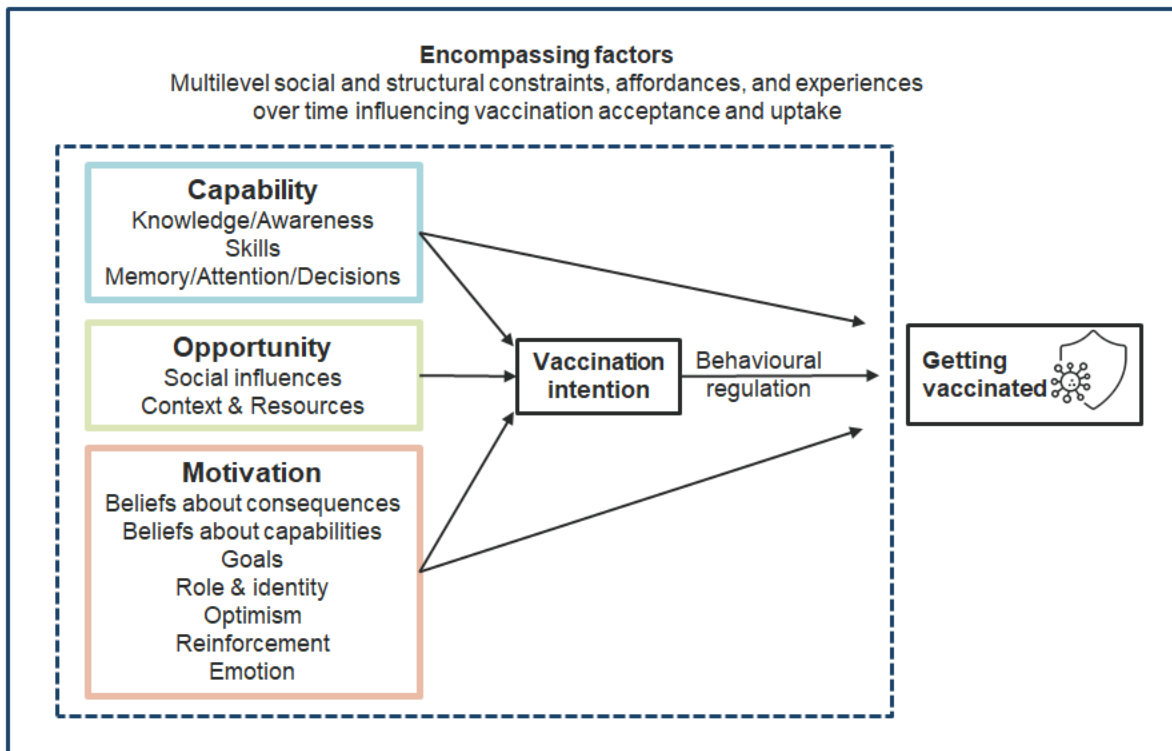 Encompassing factors
Multilevel social and structural constraints, affordances, and experiences
over time influencing vaccination acceptance and uptake
Capability
Knowledge/Awareness
Skills
Memory/Attention/Decisions
Opportunity
Social influences
Context & Resources
Motivation
Beliefs about consequences
Beliefs about capabilities
Goals
Role & identity
Optimism
Reinforcement
Emotion
Vaccination
intention
Behavioural
regulation
Getting
vaccinated